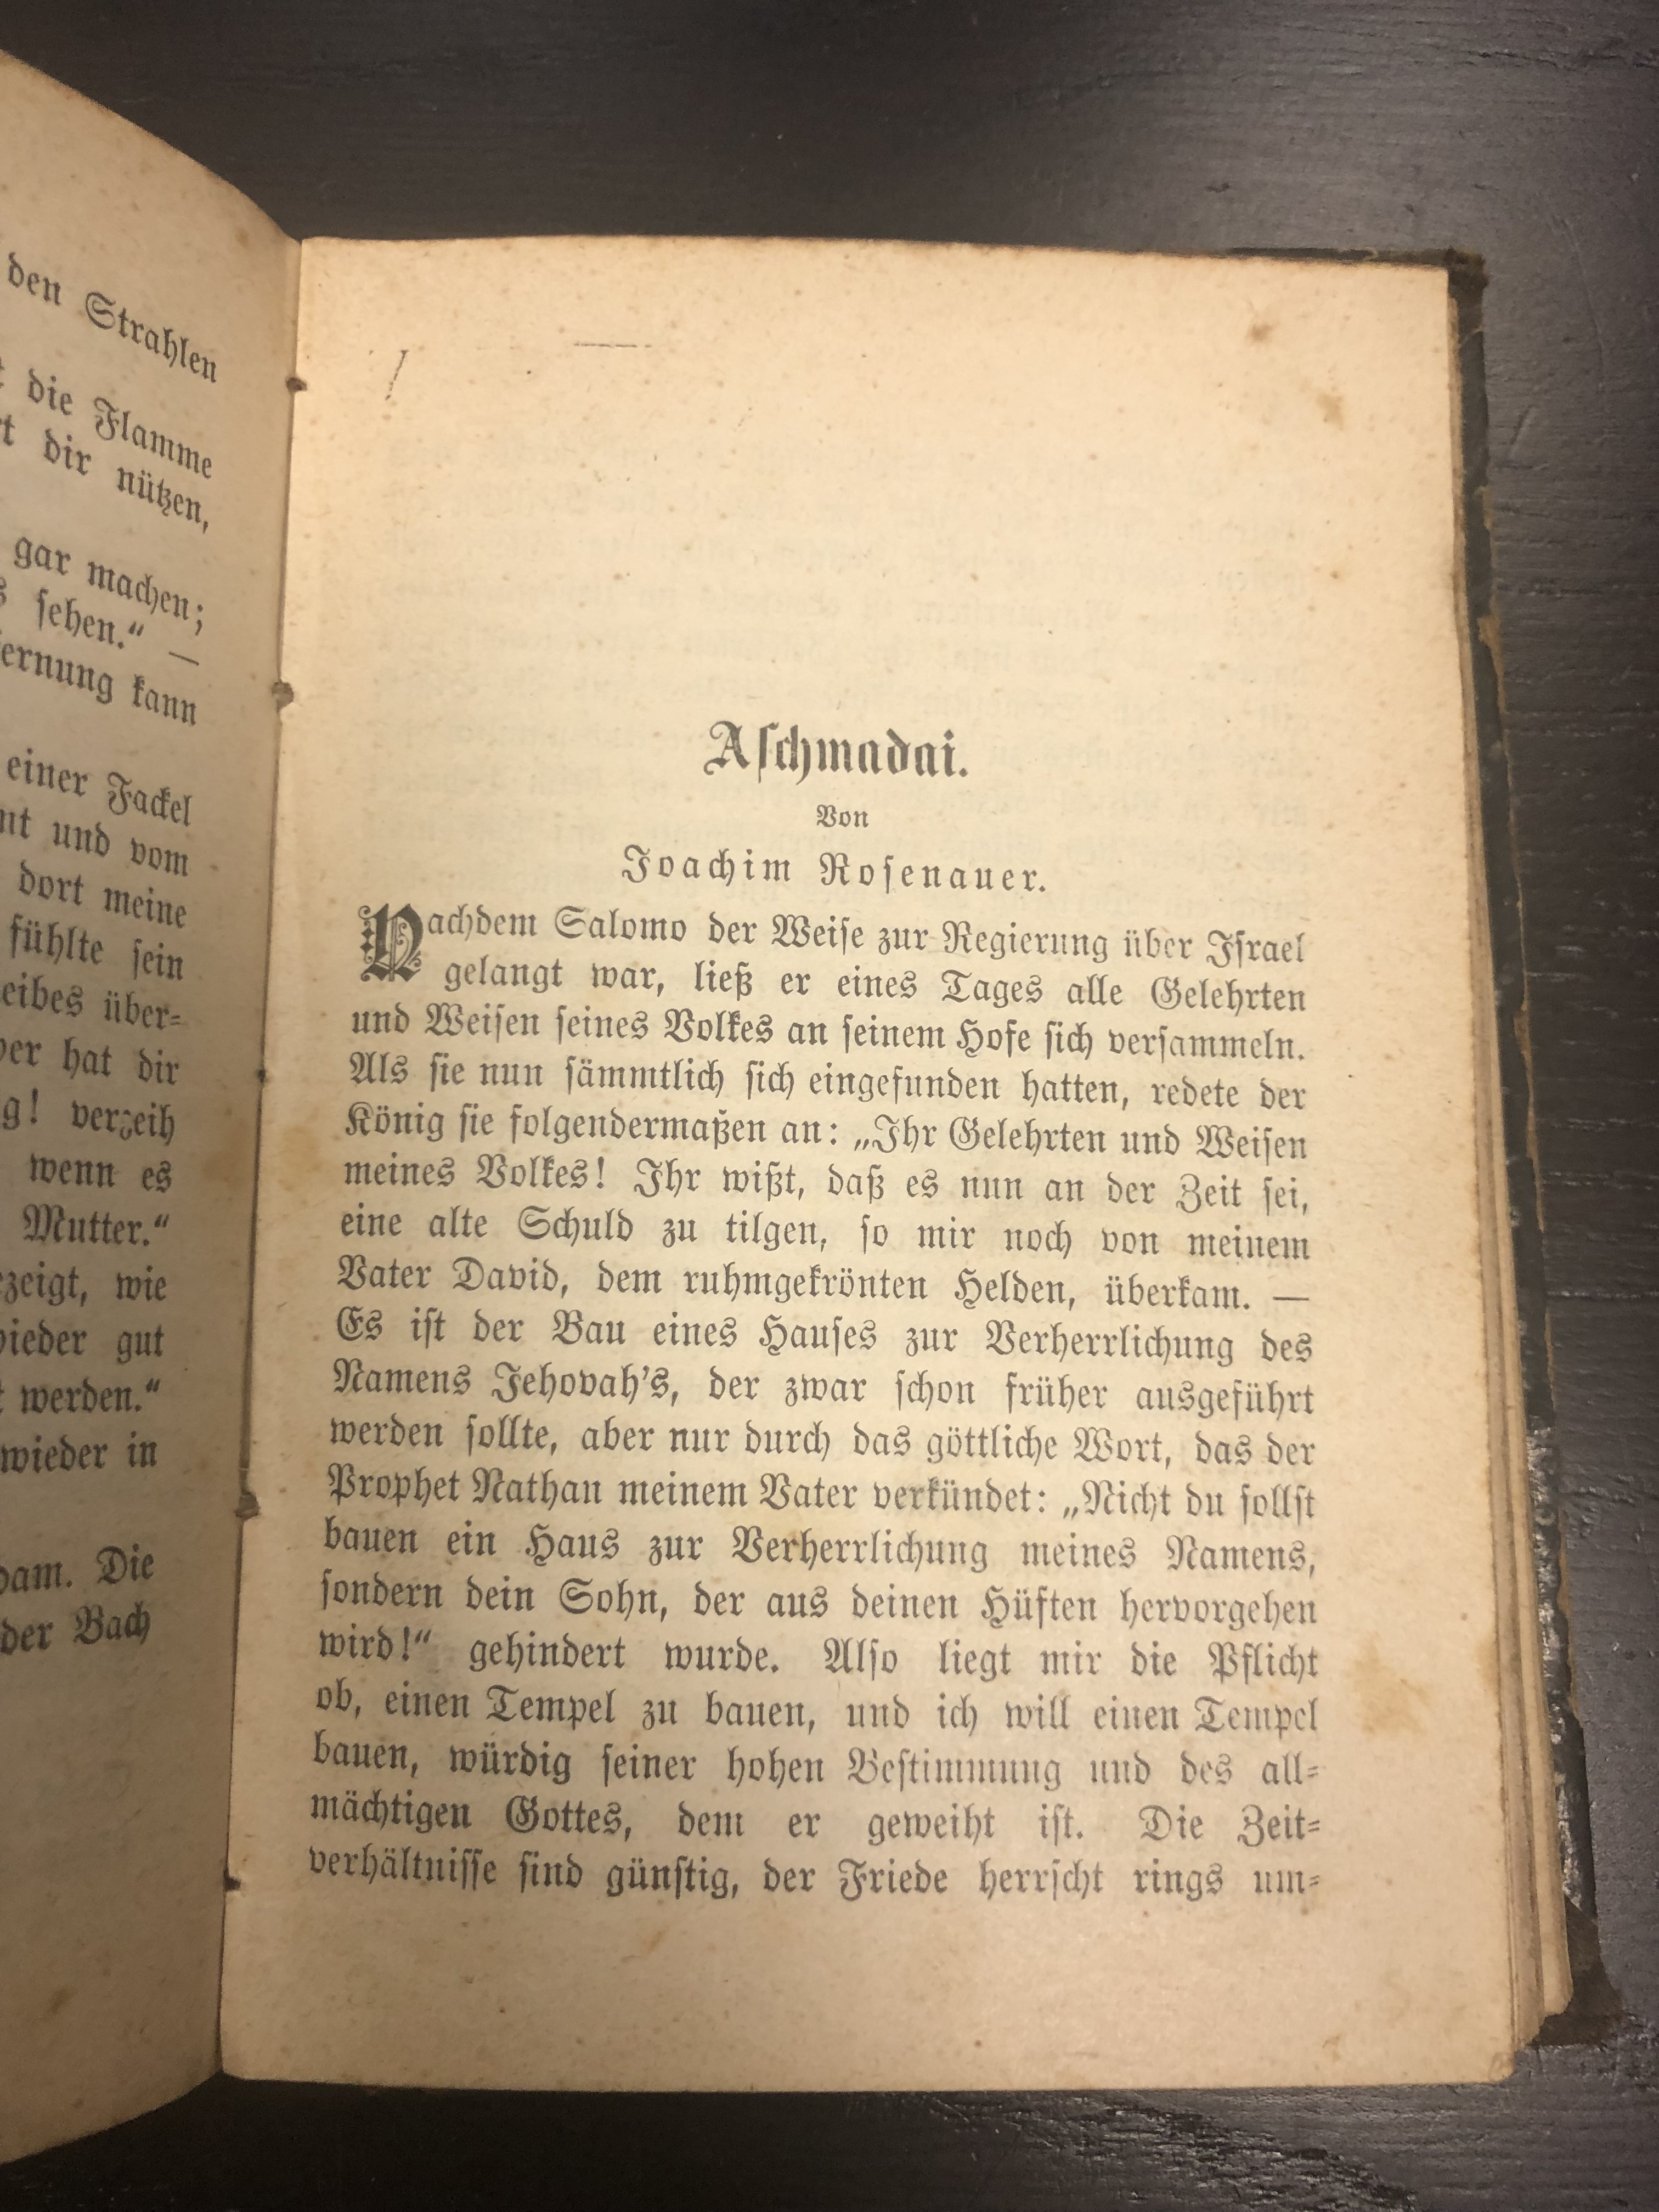 den Strahlen
die Flamme
dir nützen,
gar machen;
sehen.“ —
kann
einer Fackel
und vom
dort meine
fühlte sein
über=
hat dir
verzeih
wenn es
Mutter.“
wie
gut
werden.“
wieder in
Die
der Bach
Aſchmadai.
Von
Joachim Roſenauer.
Nachdem Salomo der Weiſe zur Regierung über Iſrael
gelangt war, ließ er eines Tages alle Gelehrten
und Weiſen ſeines Volkes an ſeinem Hofe ſich verſammeln.
Als ſie nun ſämmtlich ſich eingefunden hatten, redete der
König ſie folgendermaßen an: „Ihr Gelehrten und Weiſen
meines Volkes! Ihr wißt, daß es nun an der Zeit ſei,
eine alte Schuld zu tilgen, ſo mir noch von meinem
Vater David, dem ruhmgekrönten Helden, überkam. —
Es iſt der Bau eines Hauſes zur Verherrlichung des
Namens Jehovah’s, der zwar ſchon früher ausgeführt
werden ſollte, aber nur durch das göttliche Wort, das der
Prophet Nathan meinem Vater verkündet: „Nicht du ſollſt
bauen ein Haus zur Verherrlichung meines Namens,
ſondern dein Sohn, der aus deinen Hüften hervorgehen
wird!“ gehindert wurde. Alſo liegt mir die Pflicht
ob, einen Tempel zu bauen, und ich will einen Tempel
bauen, würdig ſeiner hohen Beſtimmung und des all=
mächtigen Gottes, dem er geweiht iſt. Die Zeit=
verhältniſſe ſind günſtig, der Friede herrſcht rings um=